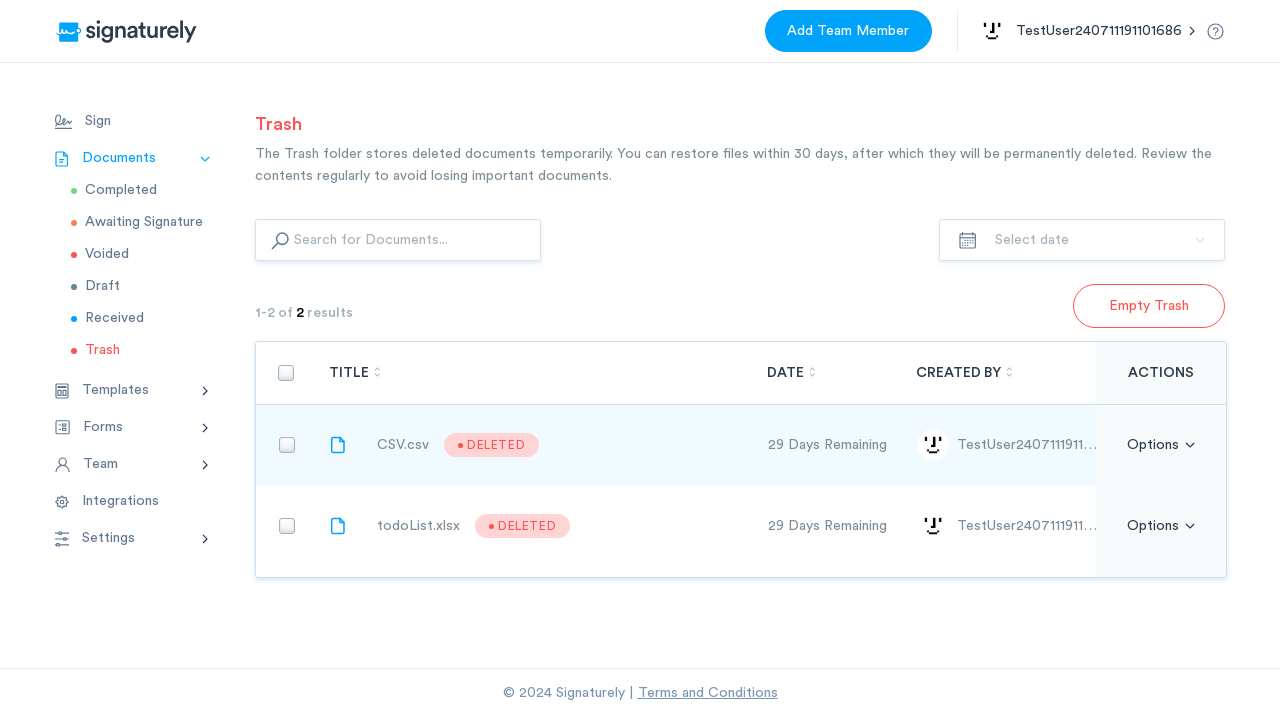 signaturely
Add Team Member
TestUser240711191101686
Sign
Documents
Completed
Awaiting Signature
Voided
Draft
Received
Trash
Templates
Forms
Team
Integrations
Settings
Trash
The Trash folder stores deleted documents temporarily. You can restore files within 30 days, after which they will be permanently deleted. Review the
contents regularly to avoid losing important documents.
Search for Documents...
Select date
1-2 of 2 results
Empty Trash
TITLE DATE CREATED BY ACTIONS
CSV.csv DELETED 29 Days Remaining TestUser2407111911... Options
todoList.xlsx DELETED 29 Days Remaining TestUser2407111911... Options
© 2024 Signaturely | Terms and Conditions